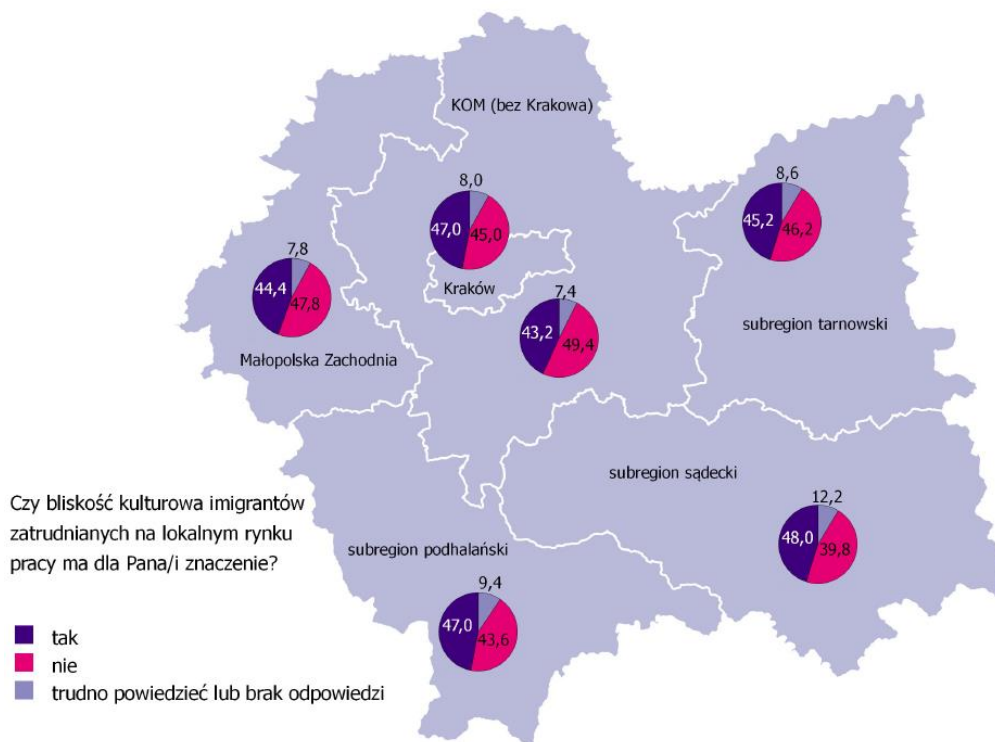 KOM (bez Krakowa)
8,0
47,0
45,0
Kraków
8,6
45,2
46,2
subregion tarnowski
7,8
44,4
47,8
Małopolska Zachodnia
7,4
43,2
49,4
subregion sądecki
12,2
48,0
39,8
subregion podhalański
9,4
47,0
43,6
Czy bliskość kulturowa imigrantów
zatrudnianych na lokalnym rynku
pracy ma dla Pana/i znaczenie?
tak
nie
trudno powiedzieć lub brak odpowiedzi